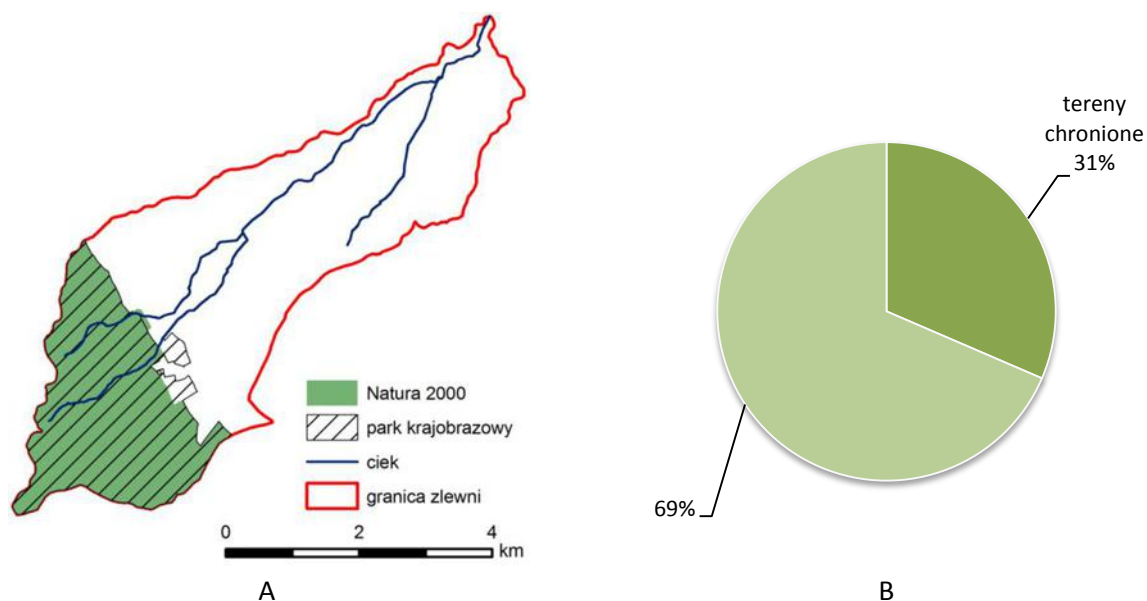 Natura 2000
park krajobrazowy
ciek
granica zlewni
0 2 4
km
A
tereny
chronione
31%
69%
B